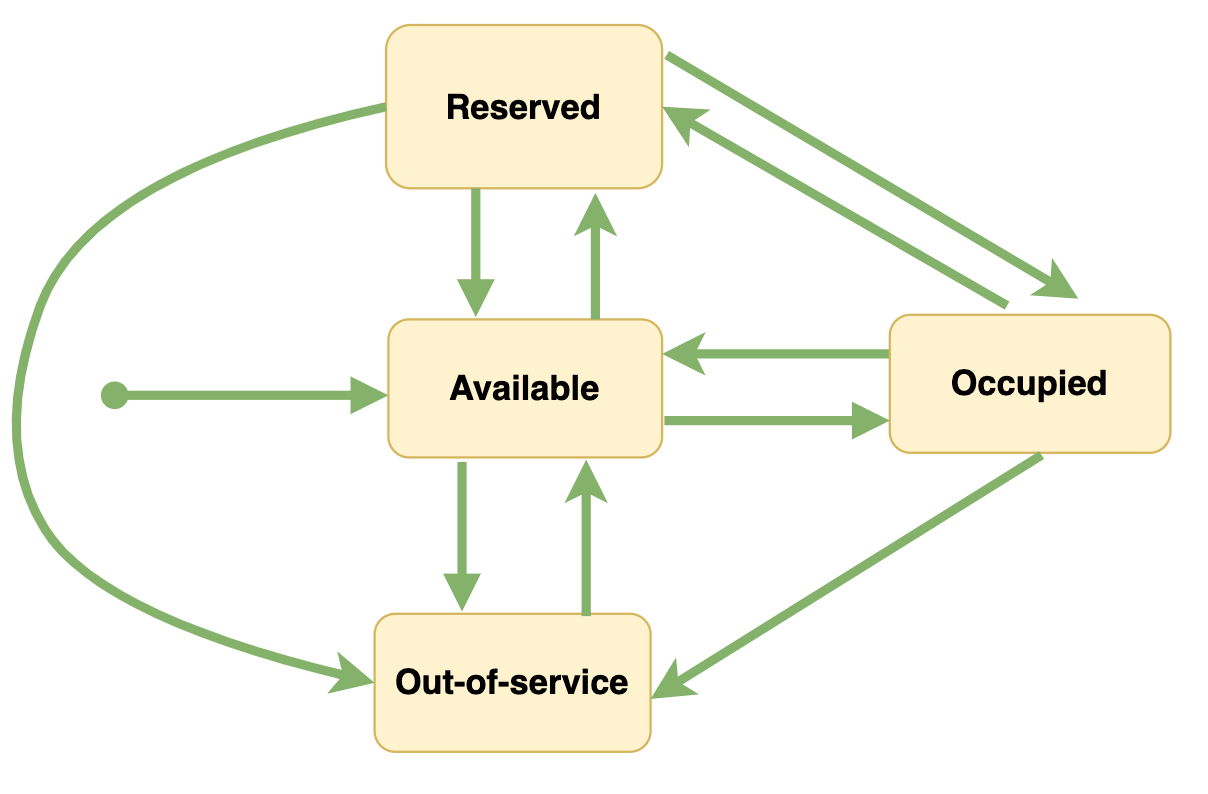 Reserved
Available
Occupied
Out-of-service